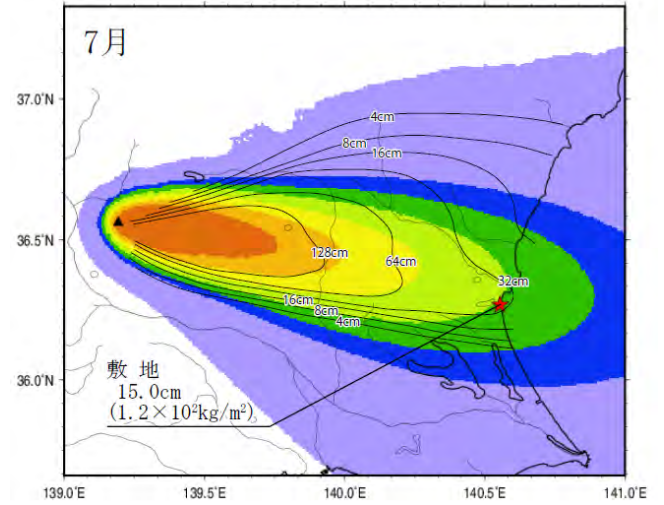 7月
37.0°N
36.5°N
36.0°N
4cm
8cm
16cm
128cm
64cm
32cm
16cm
8cm
4cm
敷 地
15.0cm
(1.2×10²kg/m²)
139.0°E 139.5°E 140.0°E 140.5°E 141.0°E